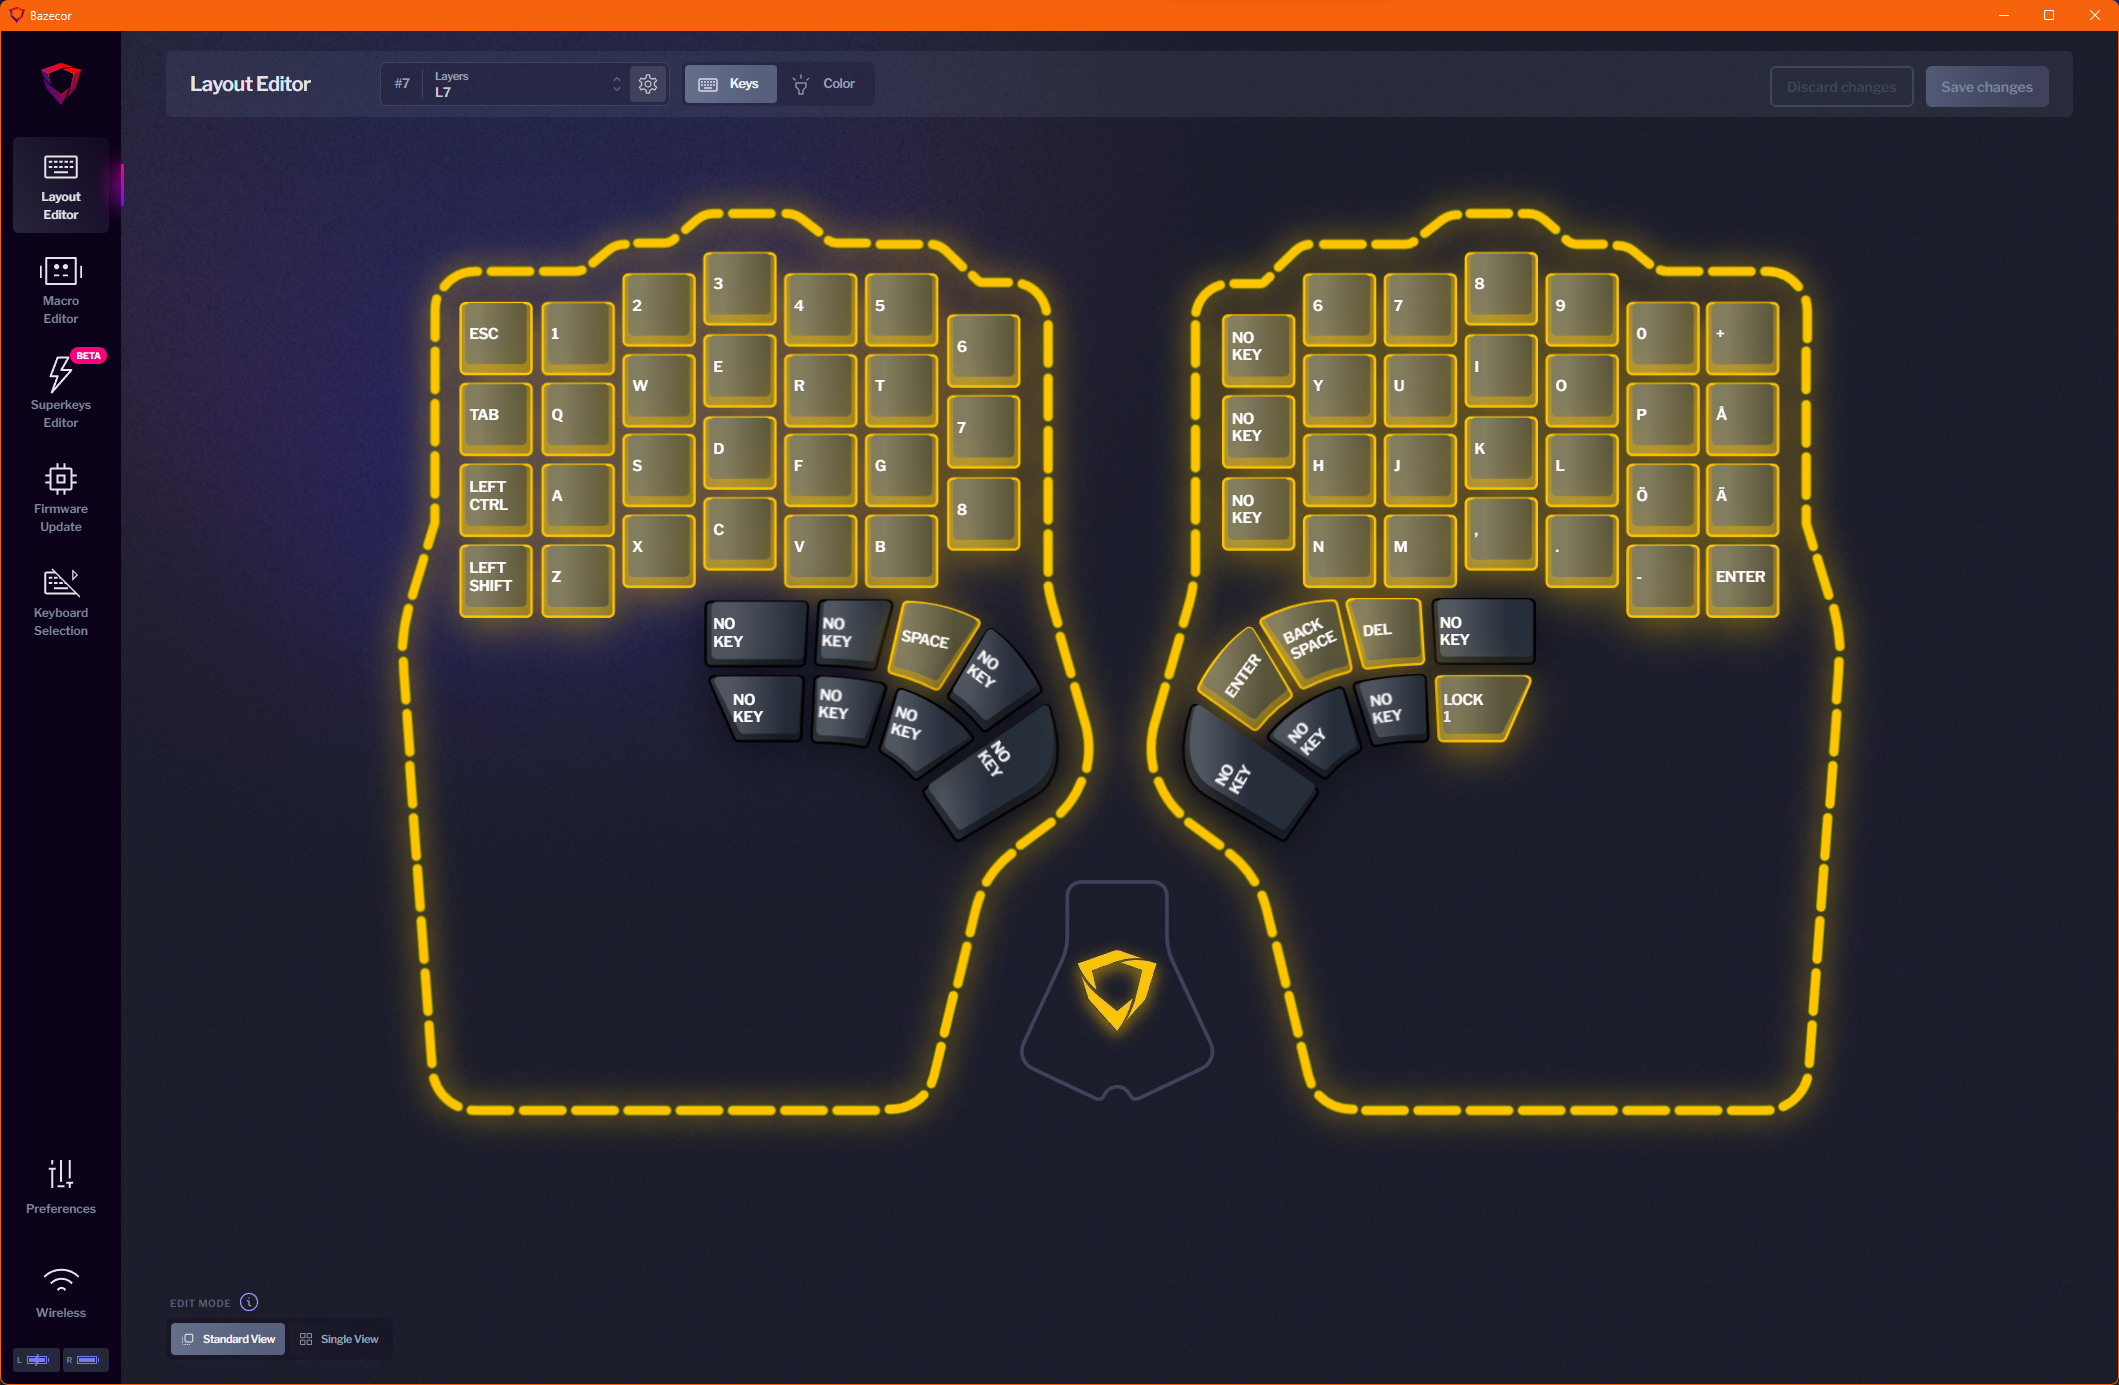 Bazecor
Layout Editor
#7
Layers
L7
Keys
Color
Discard changes
Save changes
Layout
Editor
Macro
Editor
BETA
Superkeys
Editor
Firmware
Update
Keyboard
Selection
Preferences
Wireless
L
R
ESC
1
2
3
4
5
6
TAB
Q
W
E
R
T
7
LEFT
CTRL
A
S
D
F
G
8
LEFT
SHIFT
Z
X
C
V
B
NO
KEY
NO
KEY
SPACE
NO
KEY
NO
KEY
NO
KEY
NO
KEY
NO
KEY
NO
KEY
6
7
8
9
0
+
NO
KEY
Y
U
I
O
P
Å
NO
KEY
H
J
K
L
Ö
Ä
N
M
,
.
-
ENTER
ENTER
BACK
SPACE
DEL
NO
KEY
NO
KEY
NO
KEY
NO
KEY
LOCK
1
EDIT MODE
Standard View
Single View